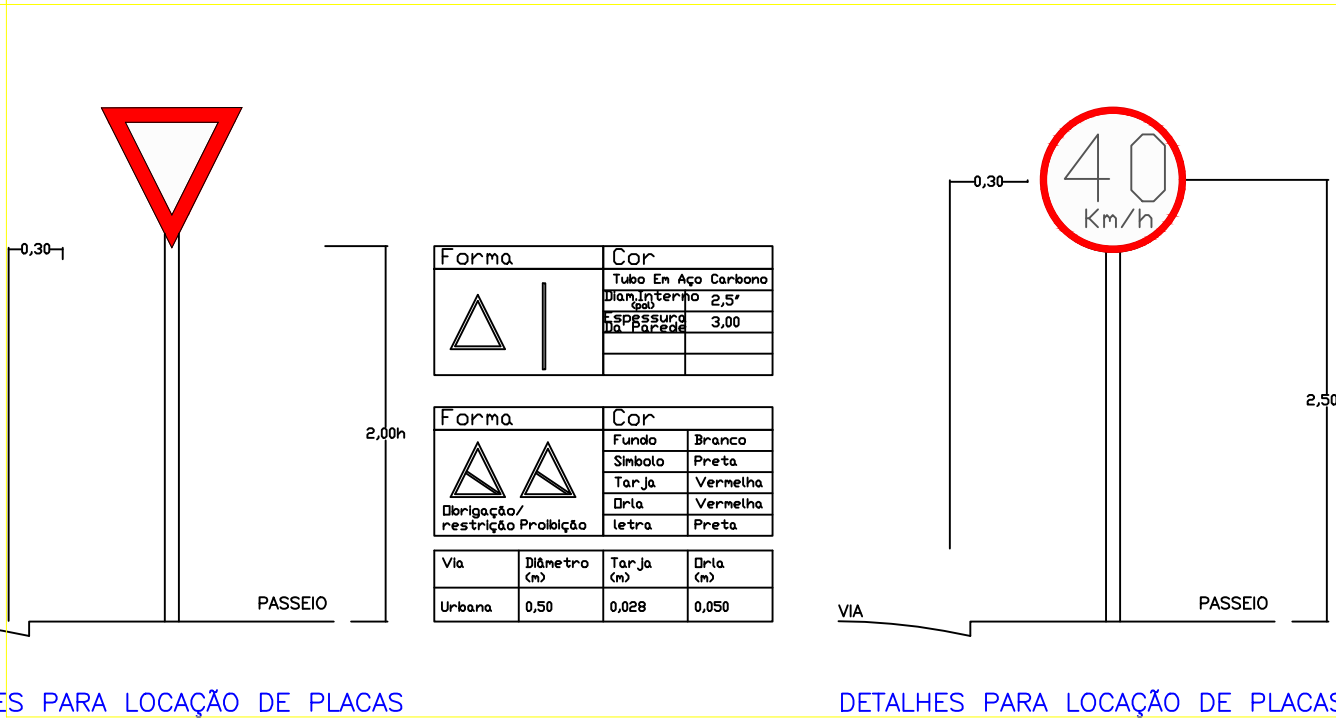 0,30
2,00h
PASSEIO
ES PARA LOCAÇÃO DE PLACAS
Forma Cor
Tubo Em Aço Carbono
Diam.Interno (pol) 2,5"
Espessura Da Parede 3,00
Forma Cor
Fundo Branco
Simbolo Preta
Tarja Vermelha
Orla Vermelha
letra Preta
Obrigação/
restrição Proibição
Via Diâmetro (m) Tarja (m) Orla (m)
Urbana 0,50 0,028 0,050
40
Km/h
0,30
2,50
VIA
PASSEIO
DETALHES PARA LOCAÇÃO DE PLACAS